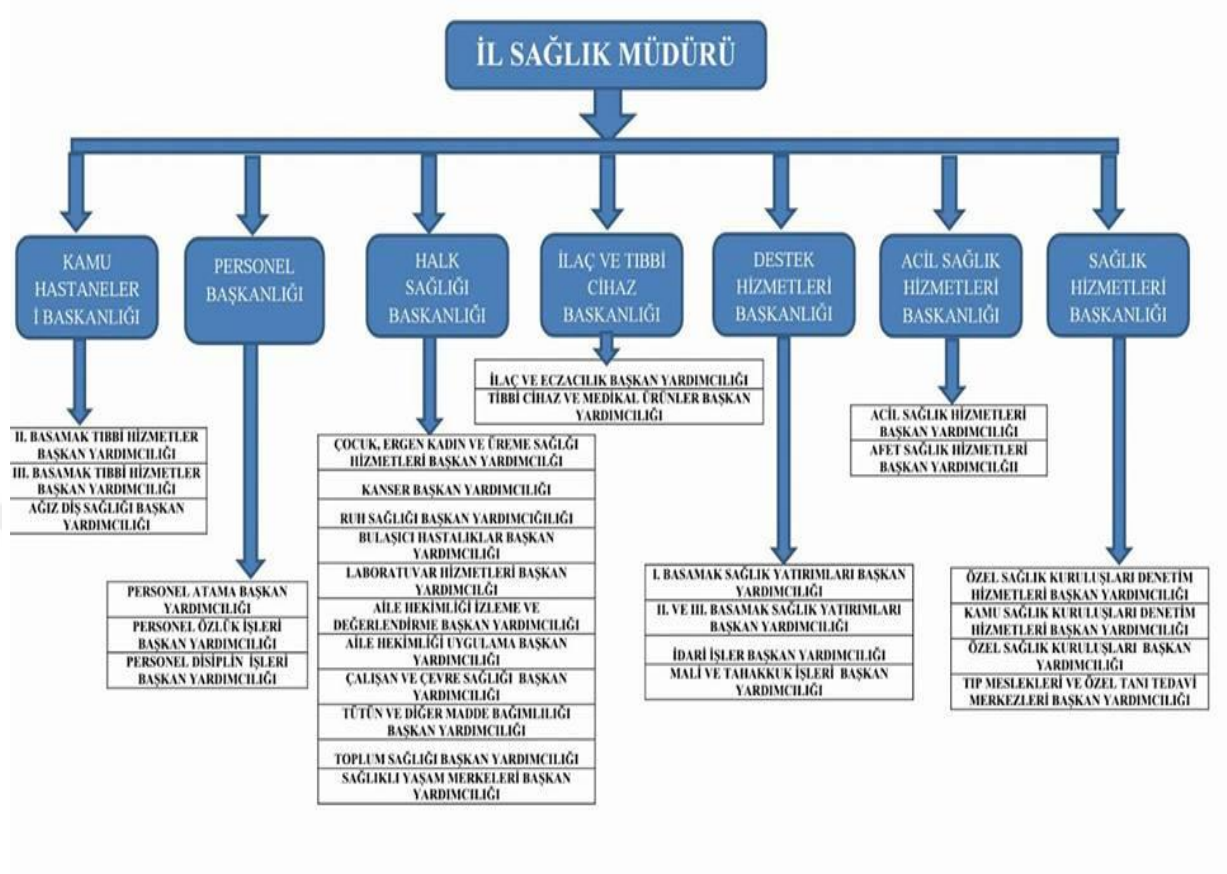 İL SAĞLIK MÜDÜRÜ
KAMU
HASTANELER
İ BASKANLIĞI
PERSONEL
BAŞKANLIĞI
HALK
SAĞLIĞI
BASKANLIĞI
İLAÇ VE TIBBİ
CİHAZ
BASKANLIĞI
DESTEK
HİZMETLERİ
BAŞKANLIĞI
ACİL SAĞLIK
HİZMETLERİ
BASKANLIĞI
SAĞLIK
HİZMETLERİ
BAŞKANLIĞI
II. BASAMAK TIBBİ HİZMETLER
BAŞKAN YARDIMCILIĞI
III. BASAMAK TIBBİ HİZMETLER
BAŞKAN YARDIMCILIĞI
AĞIZ DİŞ SAĞLIĞI BAŞKAN
YARDIMCILIĞI
PERSONEL ATAMA BAŞKAN
YARDIMCILIĞI
PERSONEL ÖZLÜK İŞLERİ
BAŞKAN YARDIMCILIĞI
PERSONEL DİSİPLİN İŞLERİ
BAŞKAN YARDIMCILIĞI
ÇOCUK, ERGEN KADIN VE ÜREME SAĞLĞI
HİZMETLERİ BAŞKAN YARDIMCILĞI
KANSER BAŞKAN YARDIMCILIĞI
RUH SAĞLIĞI BAŞKAN YARDIMCIĞILIĞI
BULAŞICI HASTALIKLAR BAŞKAN
YARDIMCILIĞI
LABORATUVAR HİZMETLERİ BAŞKAN
YARDIMCILĞI
AİLE HEKİMLİĞİ İZLEME VE
DEĞERLENDİRME BAŞKAN YARDIMCILIĞI
AİLE HEKİMLİĞİ UYGULAMA BAŞKAN
YARDIMCILIĞI
ÇALIŞAN VE ÇEVRE SAĞLIĞI BAŞKAN
YARDIMCILIĞI
TÜTÜN VE DİĞER MADDE BAĞIMLILIĞI
BAŞKAN YARDIMCILIĞI
TOPLUM SAĞLIĞI BAŞKAN YARDIMCILIĞI
SAĞLIKLI YAŞAM MERKELERİ BAŞKAN
YARDIMCILIĞI
İLAÇ VE ECZACILIK BAŞKAN YARDIMCILIĞI
TİBBİ CİHAZ VE MEDİKAL ÜRÜNLER BAŞKAN
YARDIMCILIĞI
I. BASAMAK SAĞLIK YATIRIMLARI BAŞKAN
YARDIMCILIĞI
II. VE III. BASAMAK SAĞLIK YATIRIMLARI
BAŞKAN YARDIMCILIĞI
İDARİ İŞLER BAŞKAN YARDIMCILIĞI
MALİ VE TAHAKKUK İŞLERİ BAŞKAN
YARDIMCILIĞI
ACİL SAĞLIK HİZMETLERİ
BAŞKAN YARDIMCILIĞI
AFET SAĞLIK HİZMETLERİ
BAŞKAN YARDIMCILĞII
ÖZEL SAĞLIK KURULUŞLARI DENETİM
HİZMETLERİ BAŞKAN YARDIMCILIĞI
KAMU SAĞLIK KURULUŞLARI DENETİM
HİZMETLERİ BAŞKAN YARDIMCILIĞI
ÖZEL SAĞLIK KURULUŞLARI BAŞKAN
YARDIMCILIĞI
TIP MESLEKLERİ VE ÖZEL TANI TEDAVİ
MERKEZLERİ BAŞKAN YARDIMCILIĞI